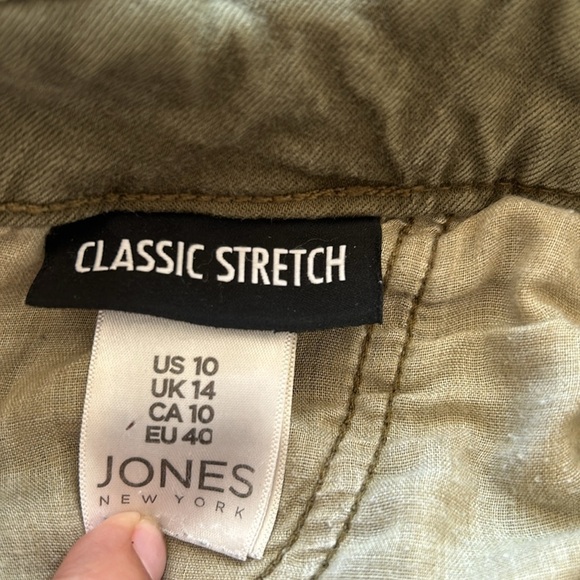 CLASSIC STRETCH
US 10
UK 14
CA 10
EU 40
JONES
NEW YORK